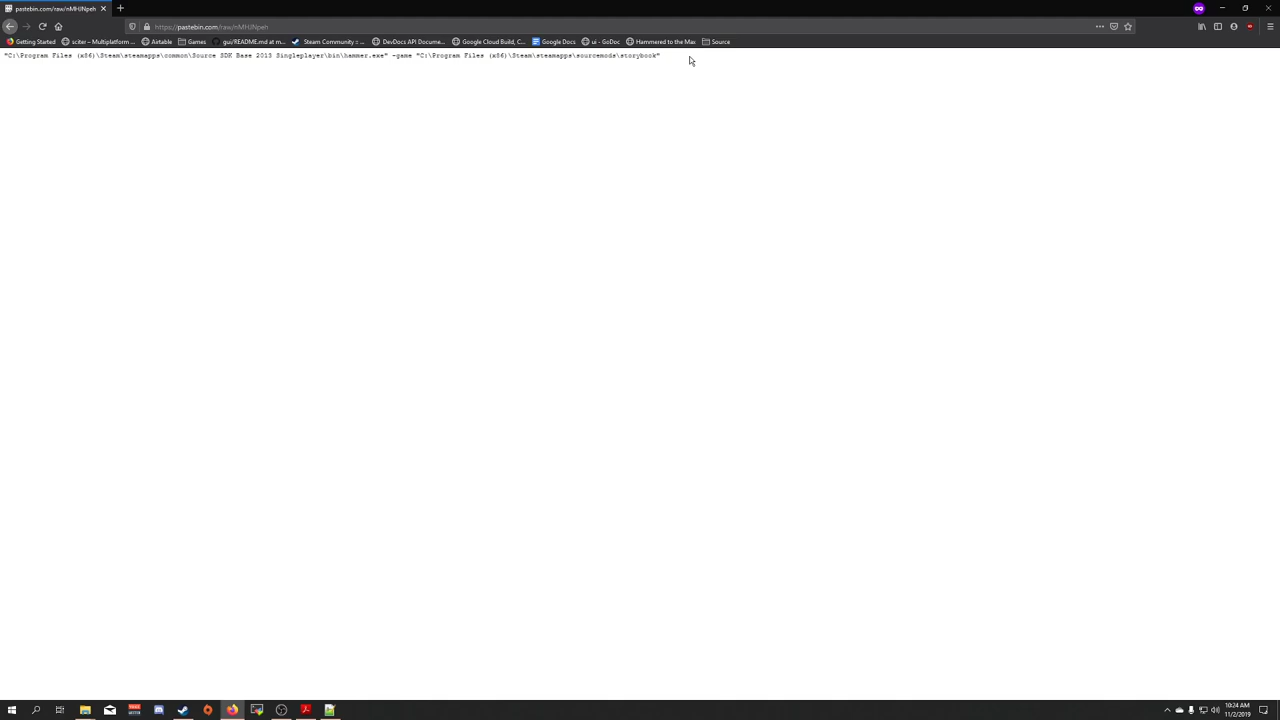 pastebin.com/raw/nMHJNpeh
https://pastebin.com/raw/nMHJNpeh
Getting Started sciter – Multiplatform ... Airtable Games gui/README.md at m... Steam Community :: ... DevDocs API Docume... Google Cloud Build, C... Google Docs ui - GoDoc Hammered to the Max Source
"C:\Program Files (x86)\Steam\steamapps\common\Source SDK Base 2013 Singleplayer\bin\hammer.exe" -game "C:\Program Files (x86)\Steam\steamapps\sourcemods\storybook"
10:24 AM
11/2/2019